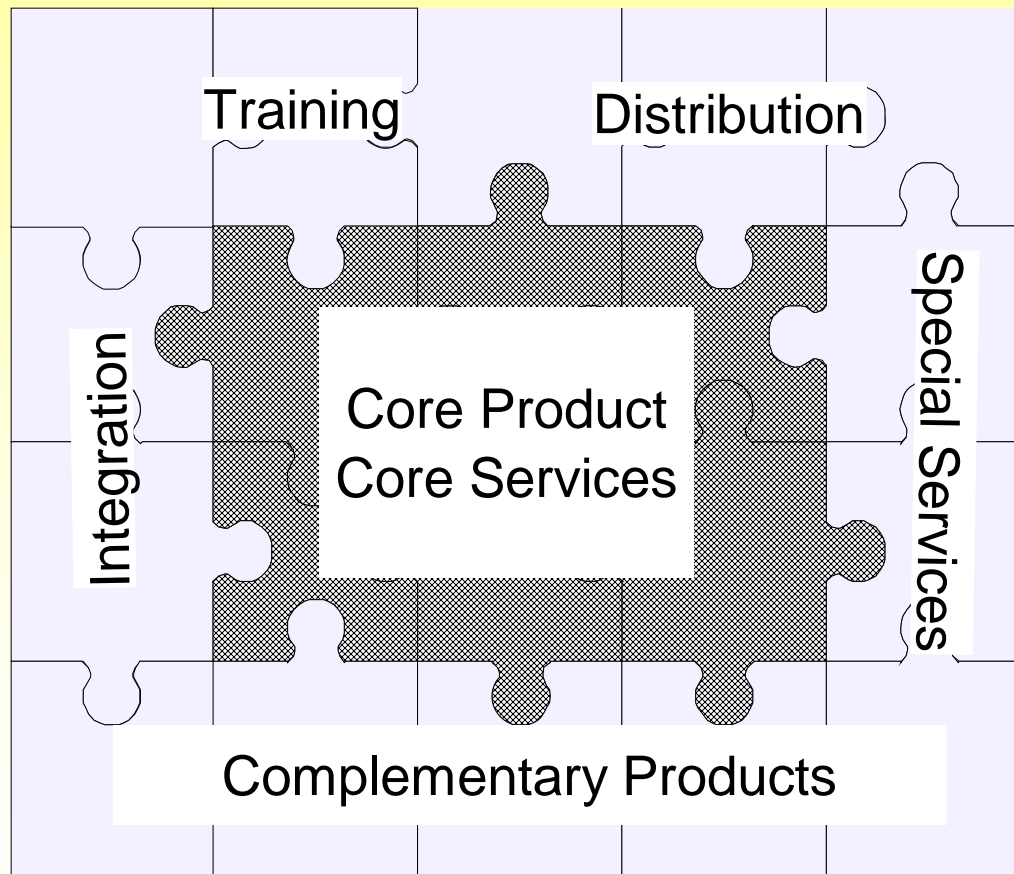 Training
Distribution
Integration
Core Product
Core Services
Special Services
Complementary Products